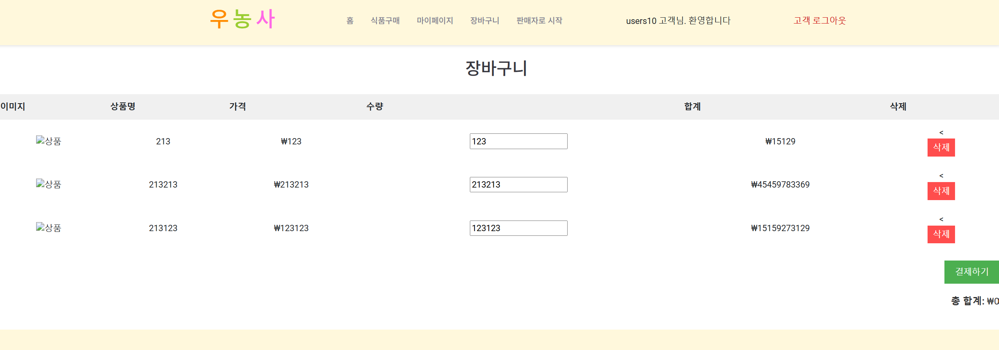 우농사 홈 식품구매 마이페이지 장바구니 판매자로 시작 users10 고객님. 환영합니다 고객 로그아웃
장바구니
이미지 상품명 가격 수량 합계 삭제
<
상품 213 ₩123 123 ₩15129 삭제
<
상품 213213 ₩213213 213213 ₩45459783369 삭제
<
상품 213123 ₩123123 123123 ₩15159273129 삭제
결제하기
총 합계: ₩0